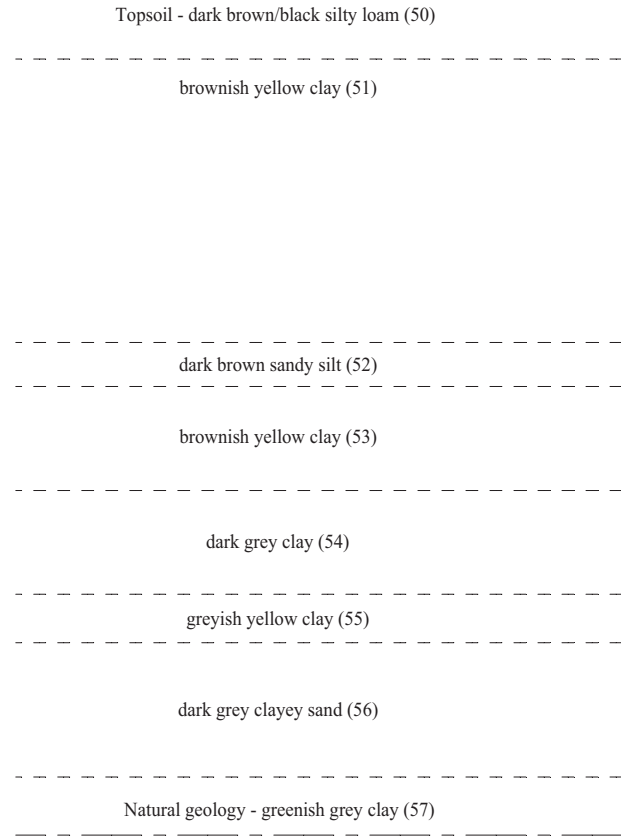 Topsoil - dark brown/black silty loam (50)
brownish yellow clay (51)
dark brown sandy silt (52)
brownish yellow clay (53)
dark grey clay (54)
greyish yellow clay (55)
dark grey clayey sand (56)
Natural geology - greenish grey clay (57)